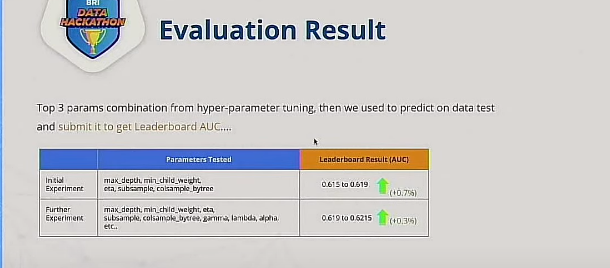 BRI
DATA
HACKATHON
Evaluation Result
Top 3 params combination from hyper-parameter tuning, then we used to predict on data test
and submit it to get Leaderboard AUC....
Parameters Tested
Leaderboard Result (AUC)
Initial
Experiment
max_depth, min_child_weight,
eta, subsample, colsample_bytree
0.615 to 0.619
(+0.7%)
Further
Experiment
max_depth, min_child_weight, eta,
subsample, colsample_bytree, gamma, lambda, alpha.
etc..
0.619 to 0.6215
(+0.3%)